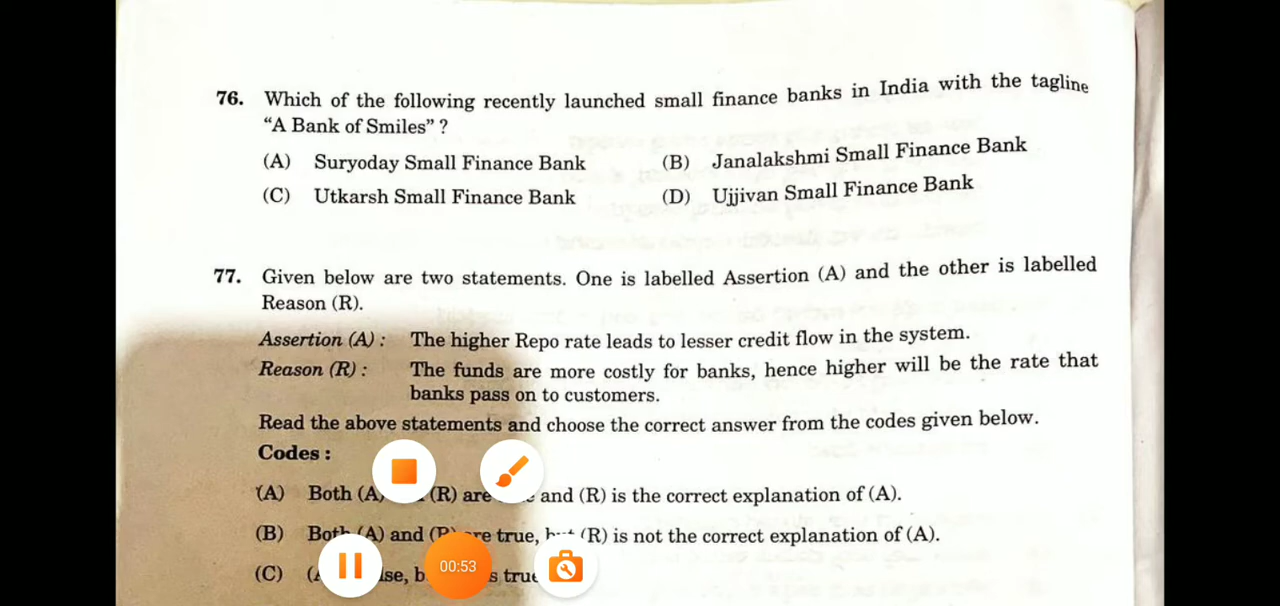 76. Which of the following recently launched small finance banks in India with the tagline
“A Bank of Smiles” ?
(A) Suryoday Small Finance Bank (B) Janalakshmi Small Finance Bank
(C) Utkarsh Small Finance Bank (D) Ujjivan Small Finance Bank
77. Given below are two statements. One is labelled Assertion (A) and the other is labelled
Reason (R).
Assertion (A) : The higher Repo rate leads to lesser credit flow in the system.
Reason (R) : The funds are more costly for banks, hence higher will be the rate that
banks pass on to customers.
Read the above statements and choose the correct answer from the codes given below.
Codes :
(A) Both (A) (R) are and (R) is the correct explanation of (A).
(B) Both (A) and (R) are true, but (R) is not the correct explanation of (A).
(C)
00:53